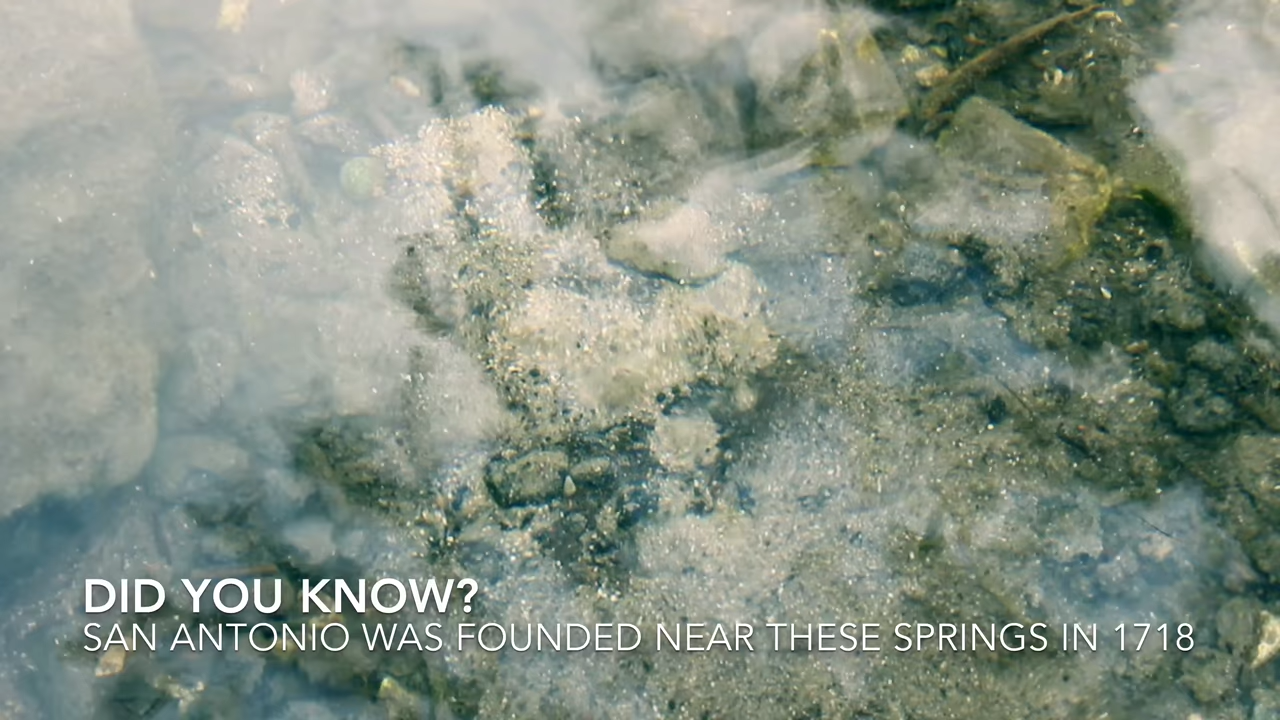 DID YOU KNOW?
SAN ANTONIO WAS FOUNDED NEAR THESE SPRINGS IN 1718